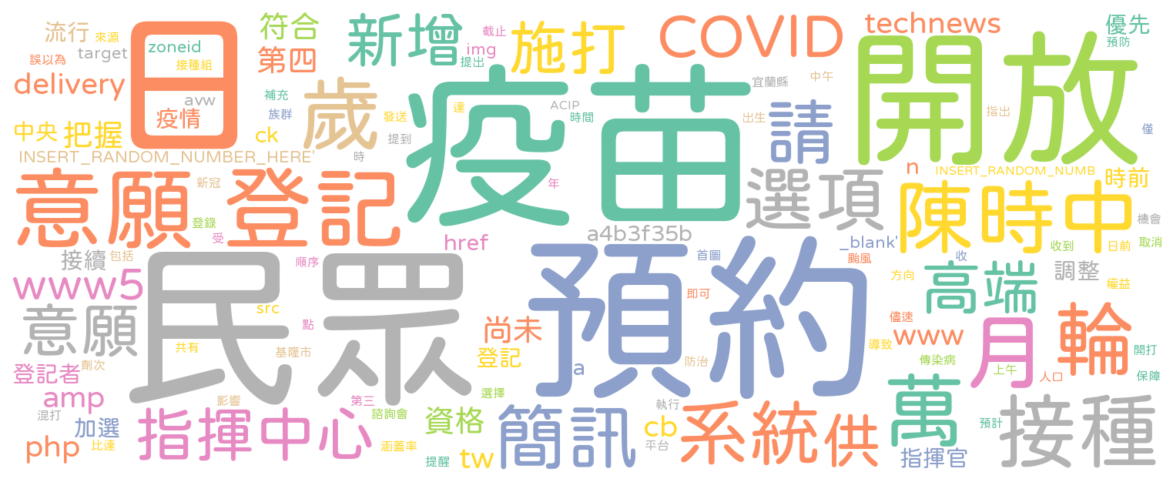 流行
來源
誤以為
target
delivery
日
zoneid
接種組
avw
疫情
符合
第四
新增
截止
img
提出
施打
COVID
technews
優先
預防
中央
把握
補充
族群
ck
歲
發送
提到
達
ACIP
時間
宜蘭縣
中午
出生
請
開放
指出
僅
INSERT_RANDOM_NUMBER_HERE'
時
疫苗
年
n
INSERT_RANDOM_NUMB
時前
意願
新冠
登錄
受
登記
選項
陳時中
機會
取消
收到
日前
href
a4b3f35b
_blank'
颱風
收
首圖
接續
包括
順序
www5
民眾
預約
即可
方向
高端
調整
權益
意願
src
點
尚未
登記
a
防治
儘速
www
導致
傳染病
月
上午
輪
開打
人口
保障
共有
基隆市
劑次
登記者
amp
影響
第三
選擇
混打
加選
比達
php
指揮中心
諮詢會
涵蓋率
資格
提醒
tw
簡訊
執行
cb
平台
系統
供
萬
指揮官
預計
接種